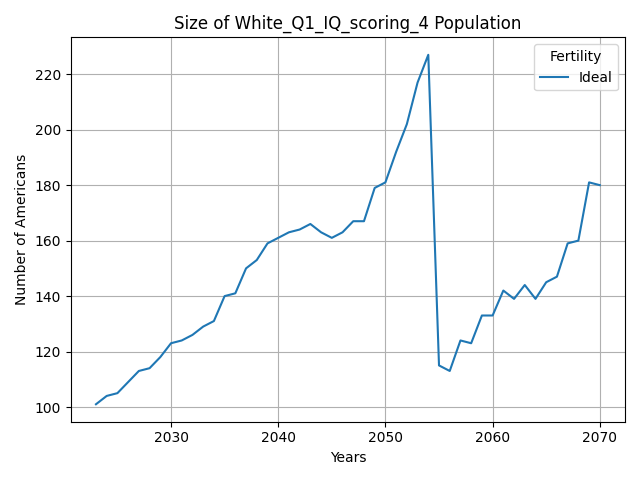 Size of White_Q1_IQ_scoring_4 Population
Fertility
Ideal
Number of Americans
220
200
180
160
140
120
100
2030 2040 2050 2060 2070
Years